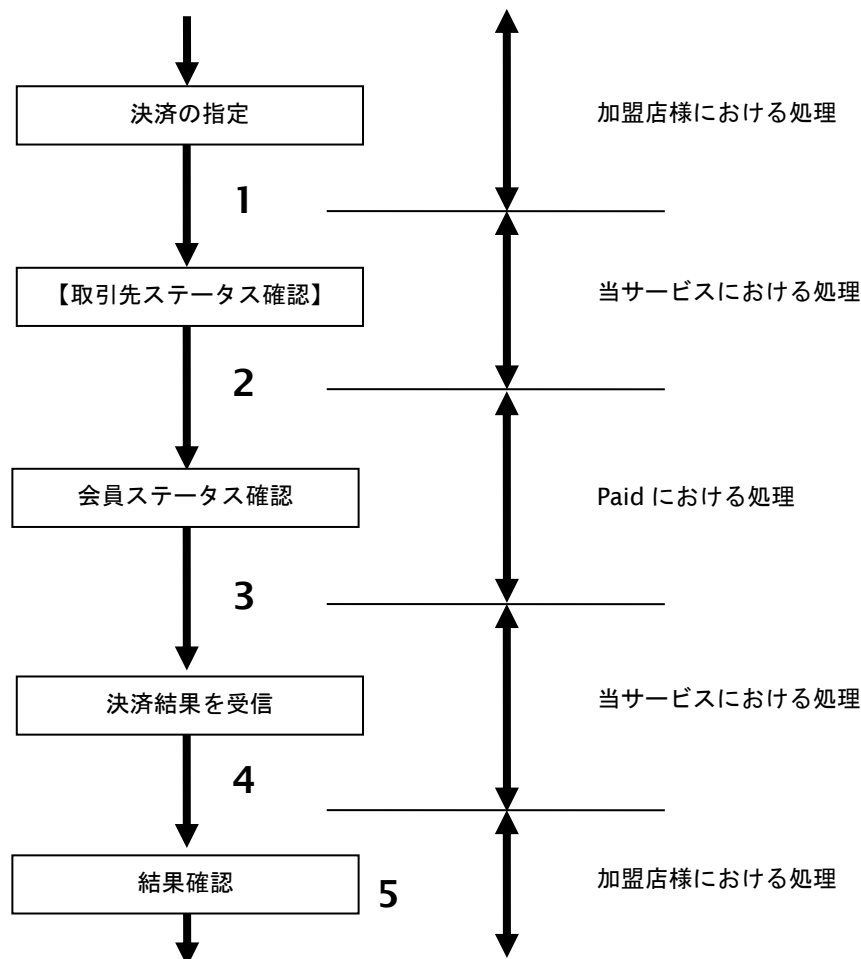 決済の指定
加盟店様における処理
1
【取引先ステータス確認】
当サービスにおける処理
2
会員ステータス確認
Paid における処理
3
決済結果を受信
当サービスにおける処理
4
結果確認
5
加盟店様における処理